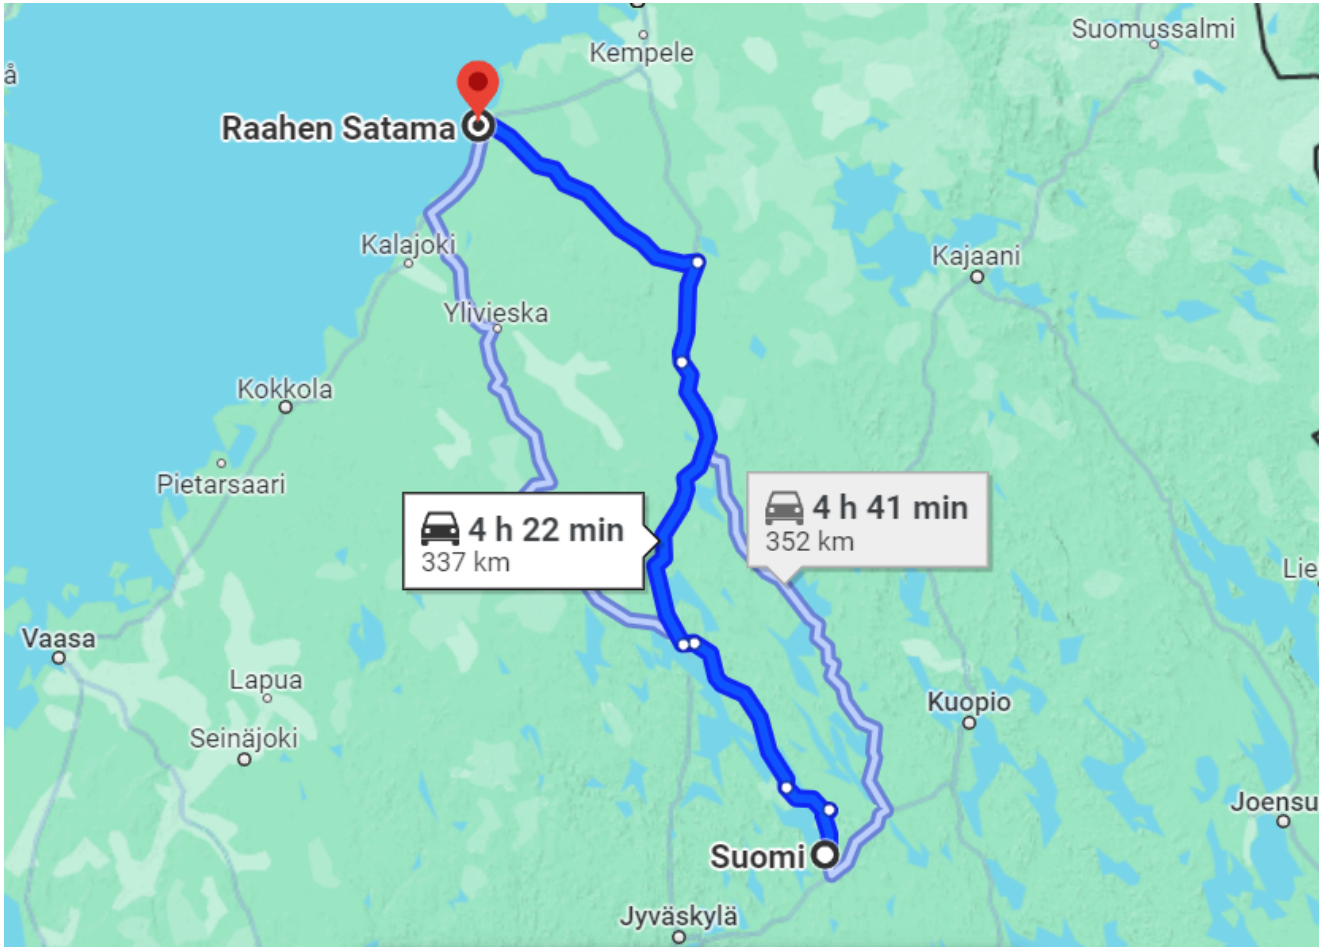 Suomussalmi
Kempele
å
Raahen Satama
Kalajoki
Kajaani
Ylivieska
Kokkola
Pietarsaari
4 h 22 min
337 km
4 h 41 min
352 km
Lie
Vaasa
Lapua
Kuopio
Seinäjoki
Joensu
Suomi
Jyväskylä